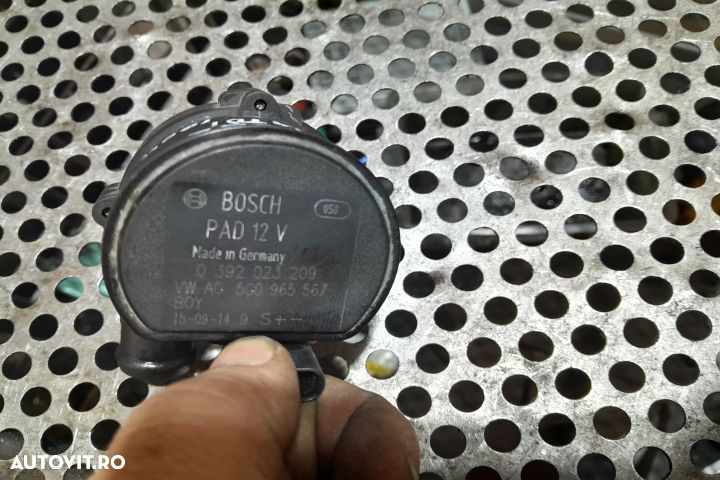 BOSCH
050
PAD 12 V
Made in Germany
0 392 023 209
VW AG 5G0 965 567
BOY
15-09-14 9 S++-
AUTOVIT.RO